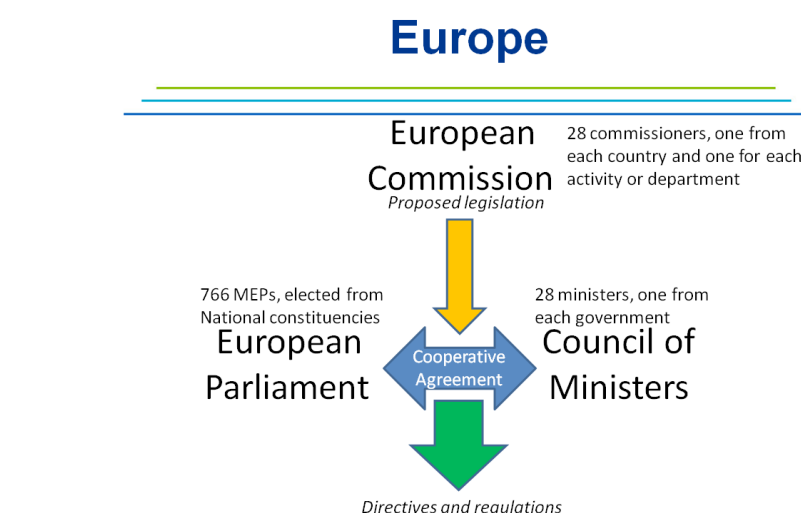 Europe
European
Commission
28 commissioners, one from
each country and one for each
activity or department
Proposed legislation
766 MEPs, elected from
National constituencies
European
Parliament
Cooperative
Agreement
28 ministers, one from
each government
Council of
Ministers
Directives and regulations